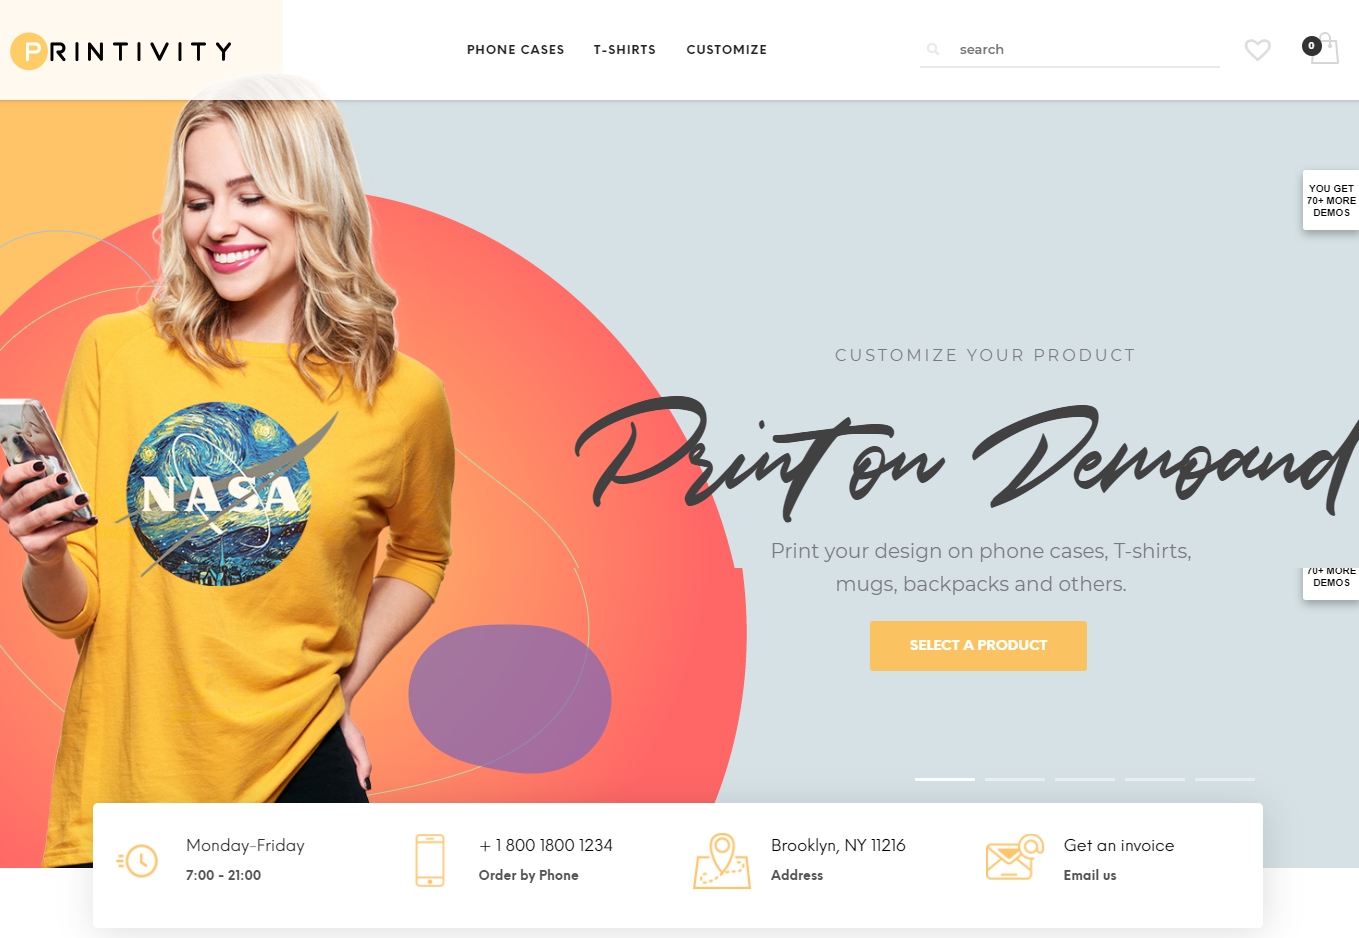 PRINTIVITY
PHONE CASES
T-SHIRTS
CUSTOMIZE
search
0
YOU GET
70+ MORE
DEMOS
CUSTOMIZE YOUR PRODUCT
Print on Demoand
NASA
Print your design on phone cases, T-shirts,
mugs, backpacks and others.
70+ MORE
DEMOS
SELECT A PRODUCT
Monday-Friday
7:00 - 21:00
+ 1 800 1800 1234
Order by Phone
Brooklyn, NY 11216
Address
Get an invoice
Email us